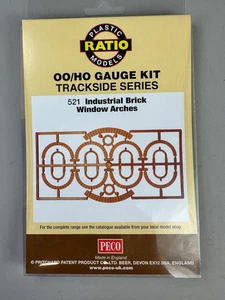 PLASTIC
RATIO
MODELS
OO/HO GAUGE KIT
TRACKSIDE SERIES
521 Industrial Brick
Window Arches
For the complete range see the catalogue available from your local model shop.
PECO
Made in England
© PRITCHARD PATENT PRODUCT CO. LTD. BEER, DEVON EX12 3NA, ENGLAND
www.peco-uk.com